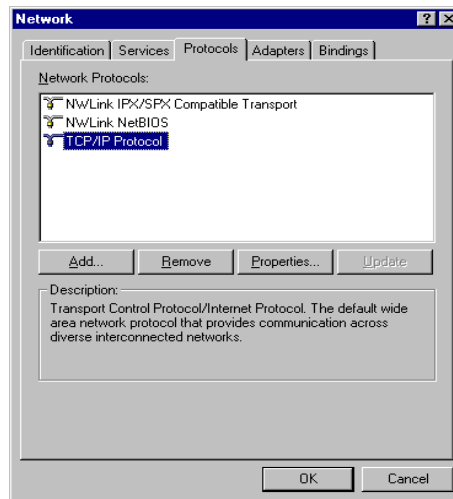 Network
Identification Services Protocols Adapters Bindings
Network Protocols:
NWLink IPX/SPX Compatible Transport
NWLink NetBIOS
TCP/IP Protocol
Add... Remove Properties... Update
Description:
Transport Control Protocol/Internet Protocol. The default wide
area network protocol that provides communication across
diverse interconnected networks.
OK Cancel